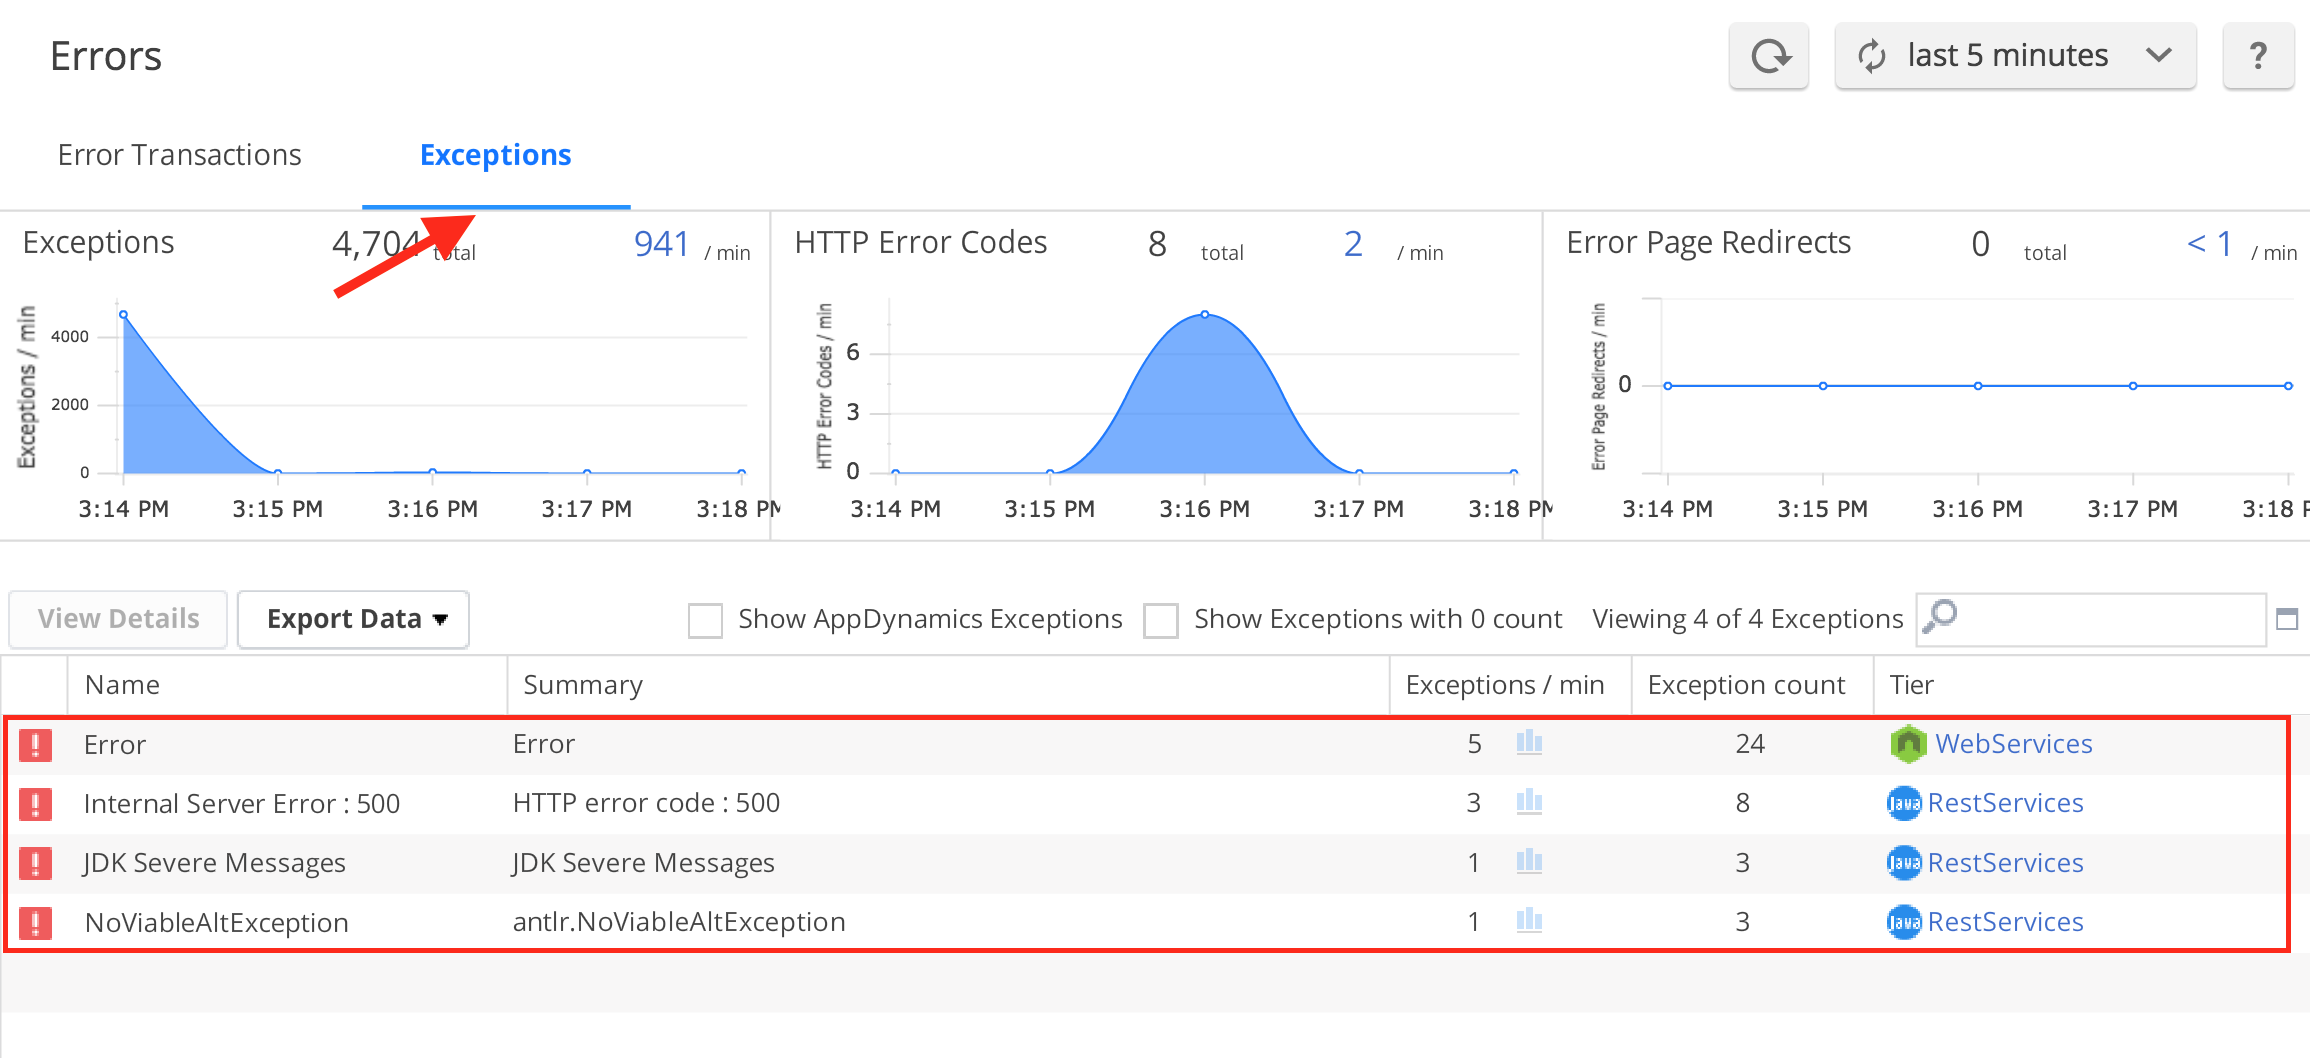 Errors
last 5 minutes
?
Error Transactions
Exceptions
Exceptions 4,704 total 941 / min
HTTP Error Codes 8 total 2 / min
Error Page Redirects 0 total < 1 / min
Exceptions / min
4000
2000
0
3:14 PM 3:15 PM 3:16 PM 3:17 PM 3:18 PM
HTTP Error Codes / min
6
3
0
3:14 PM 3:15 PM 3:16 PM 3:17 PM 3:18 PM
Error Page Redirects / min
0
3:14 PM 3:15 PM 3:16 PM 3:17 PM 3:18 P
View Details Export Data Show AppDynamics Exceptions Show Exceptions with 0 count Viewing 4 of 4 Exceptions
Name Summary Exceptions / min Exception count Tier
Error Error 5 24 WebServices
Internal Server Error : 500 HTTP error code : 500 3 8 Java RestServices
JDK Severe Messages JDK Severe Messages 1 3 Java RestServices
NoViableAltException antlr.NoViableAltException 1 3 Java RestServices